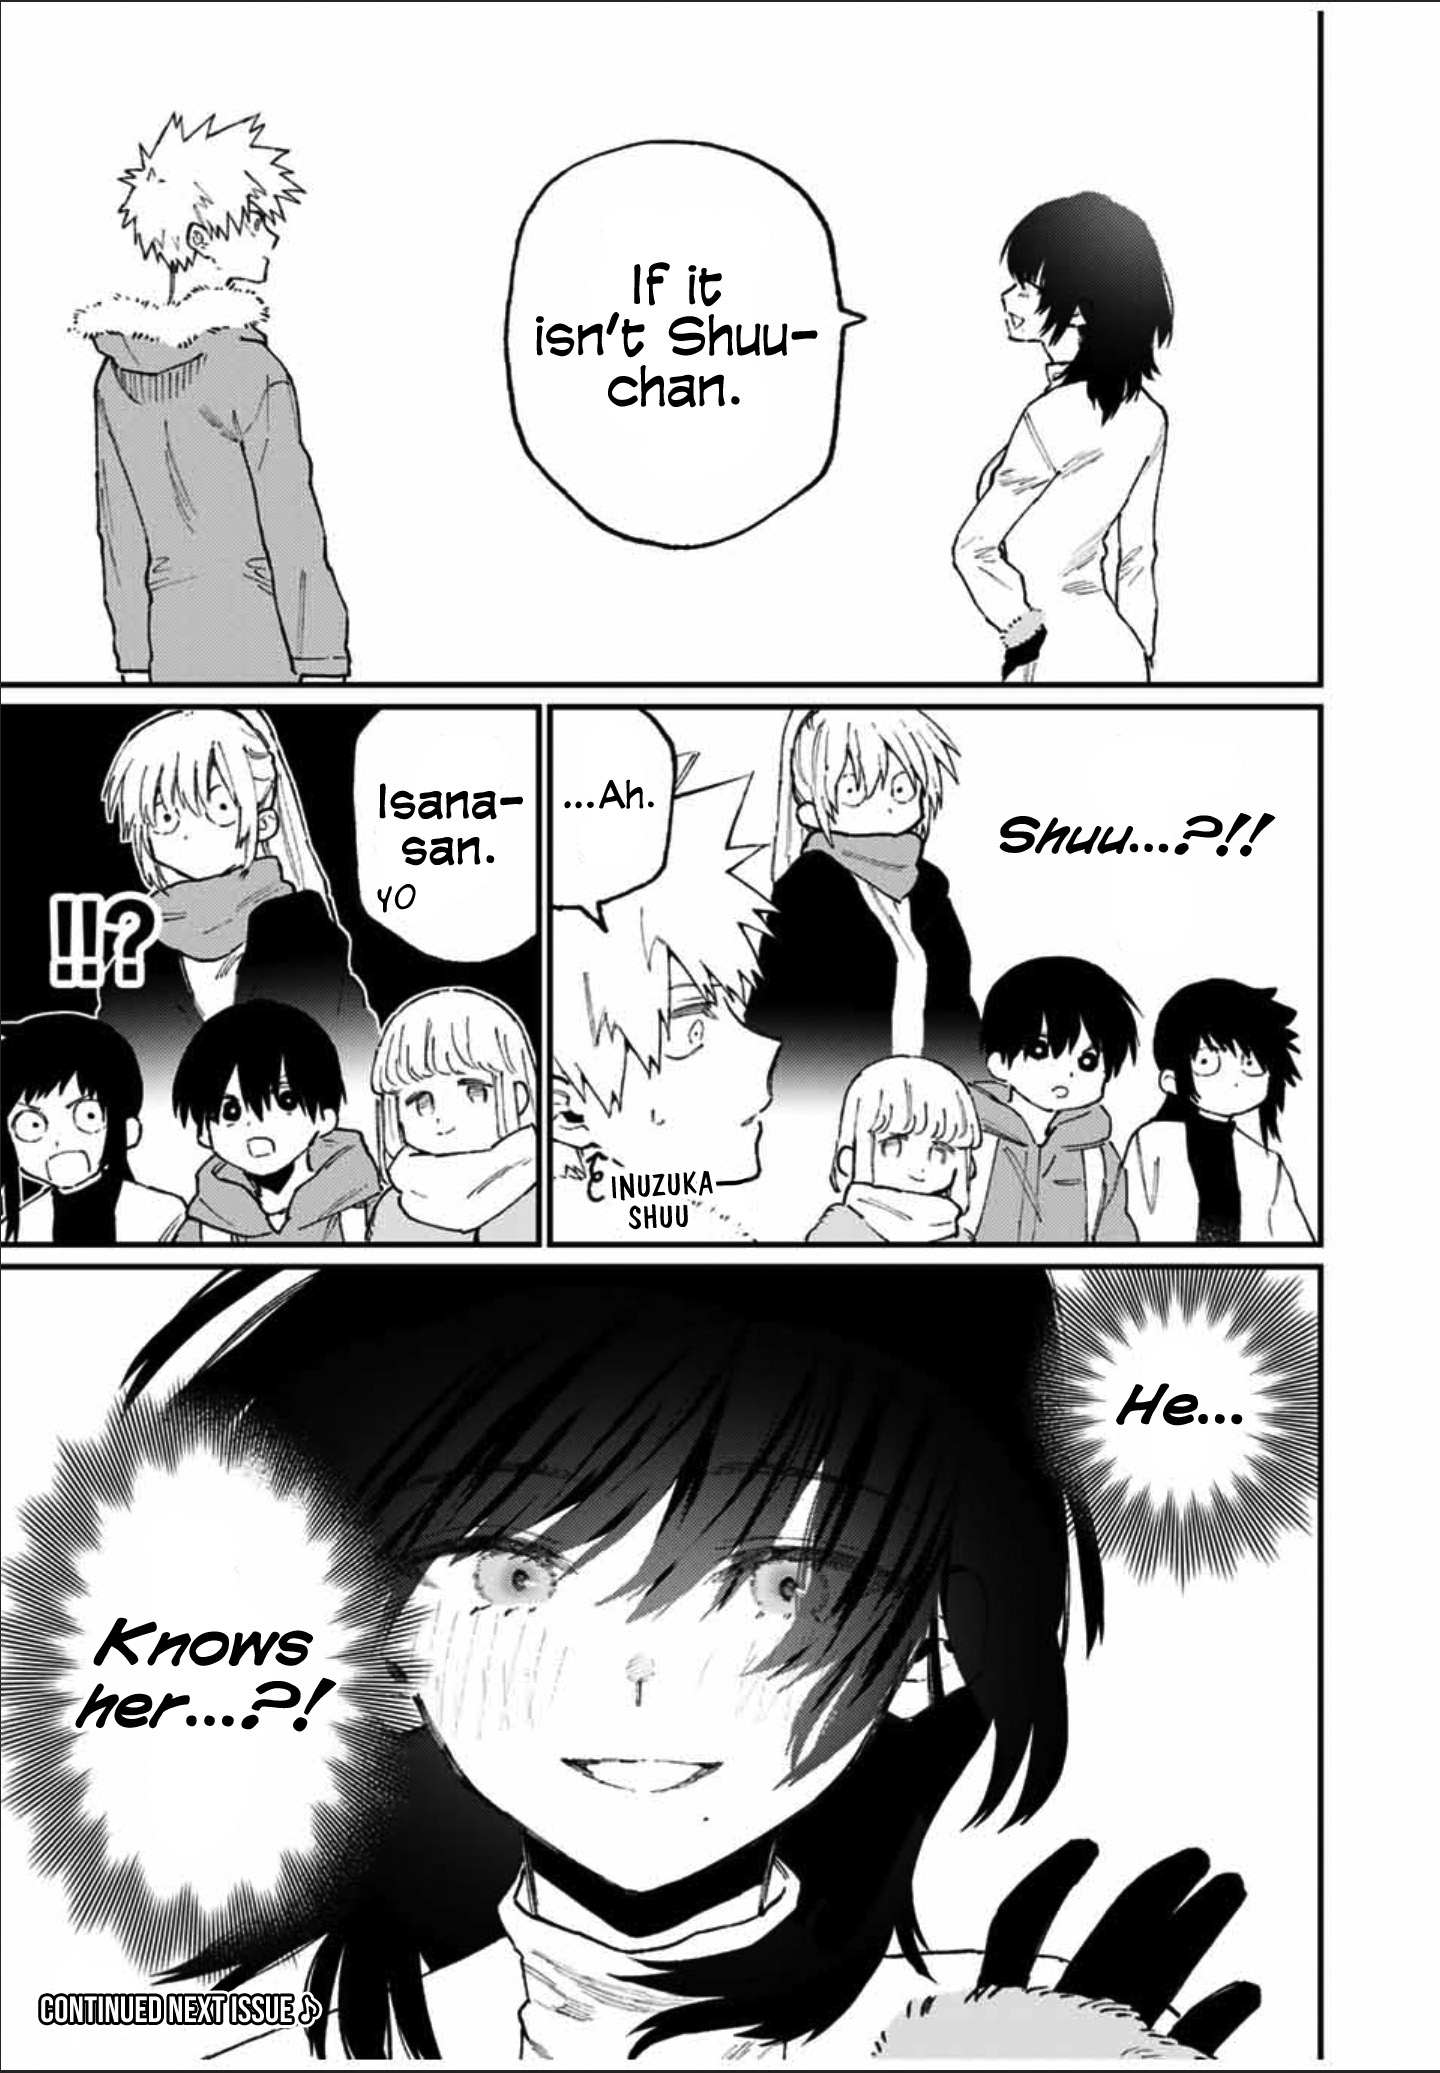 If it
isn't Shuu-
chan.
Shuu...?!!
...Ah.
INUZUKA
SHUU
Isana-
san.
YO
!!?
He...
Knows
her...?!
CONTINUED NEXT ISSUE ♪